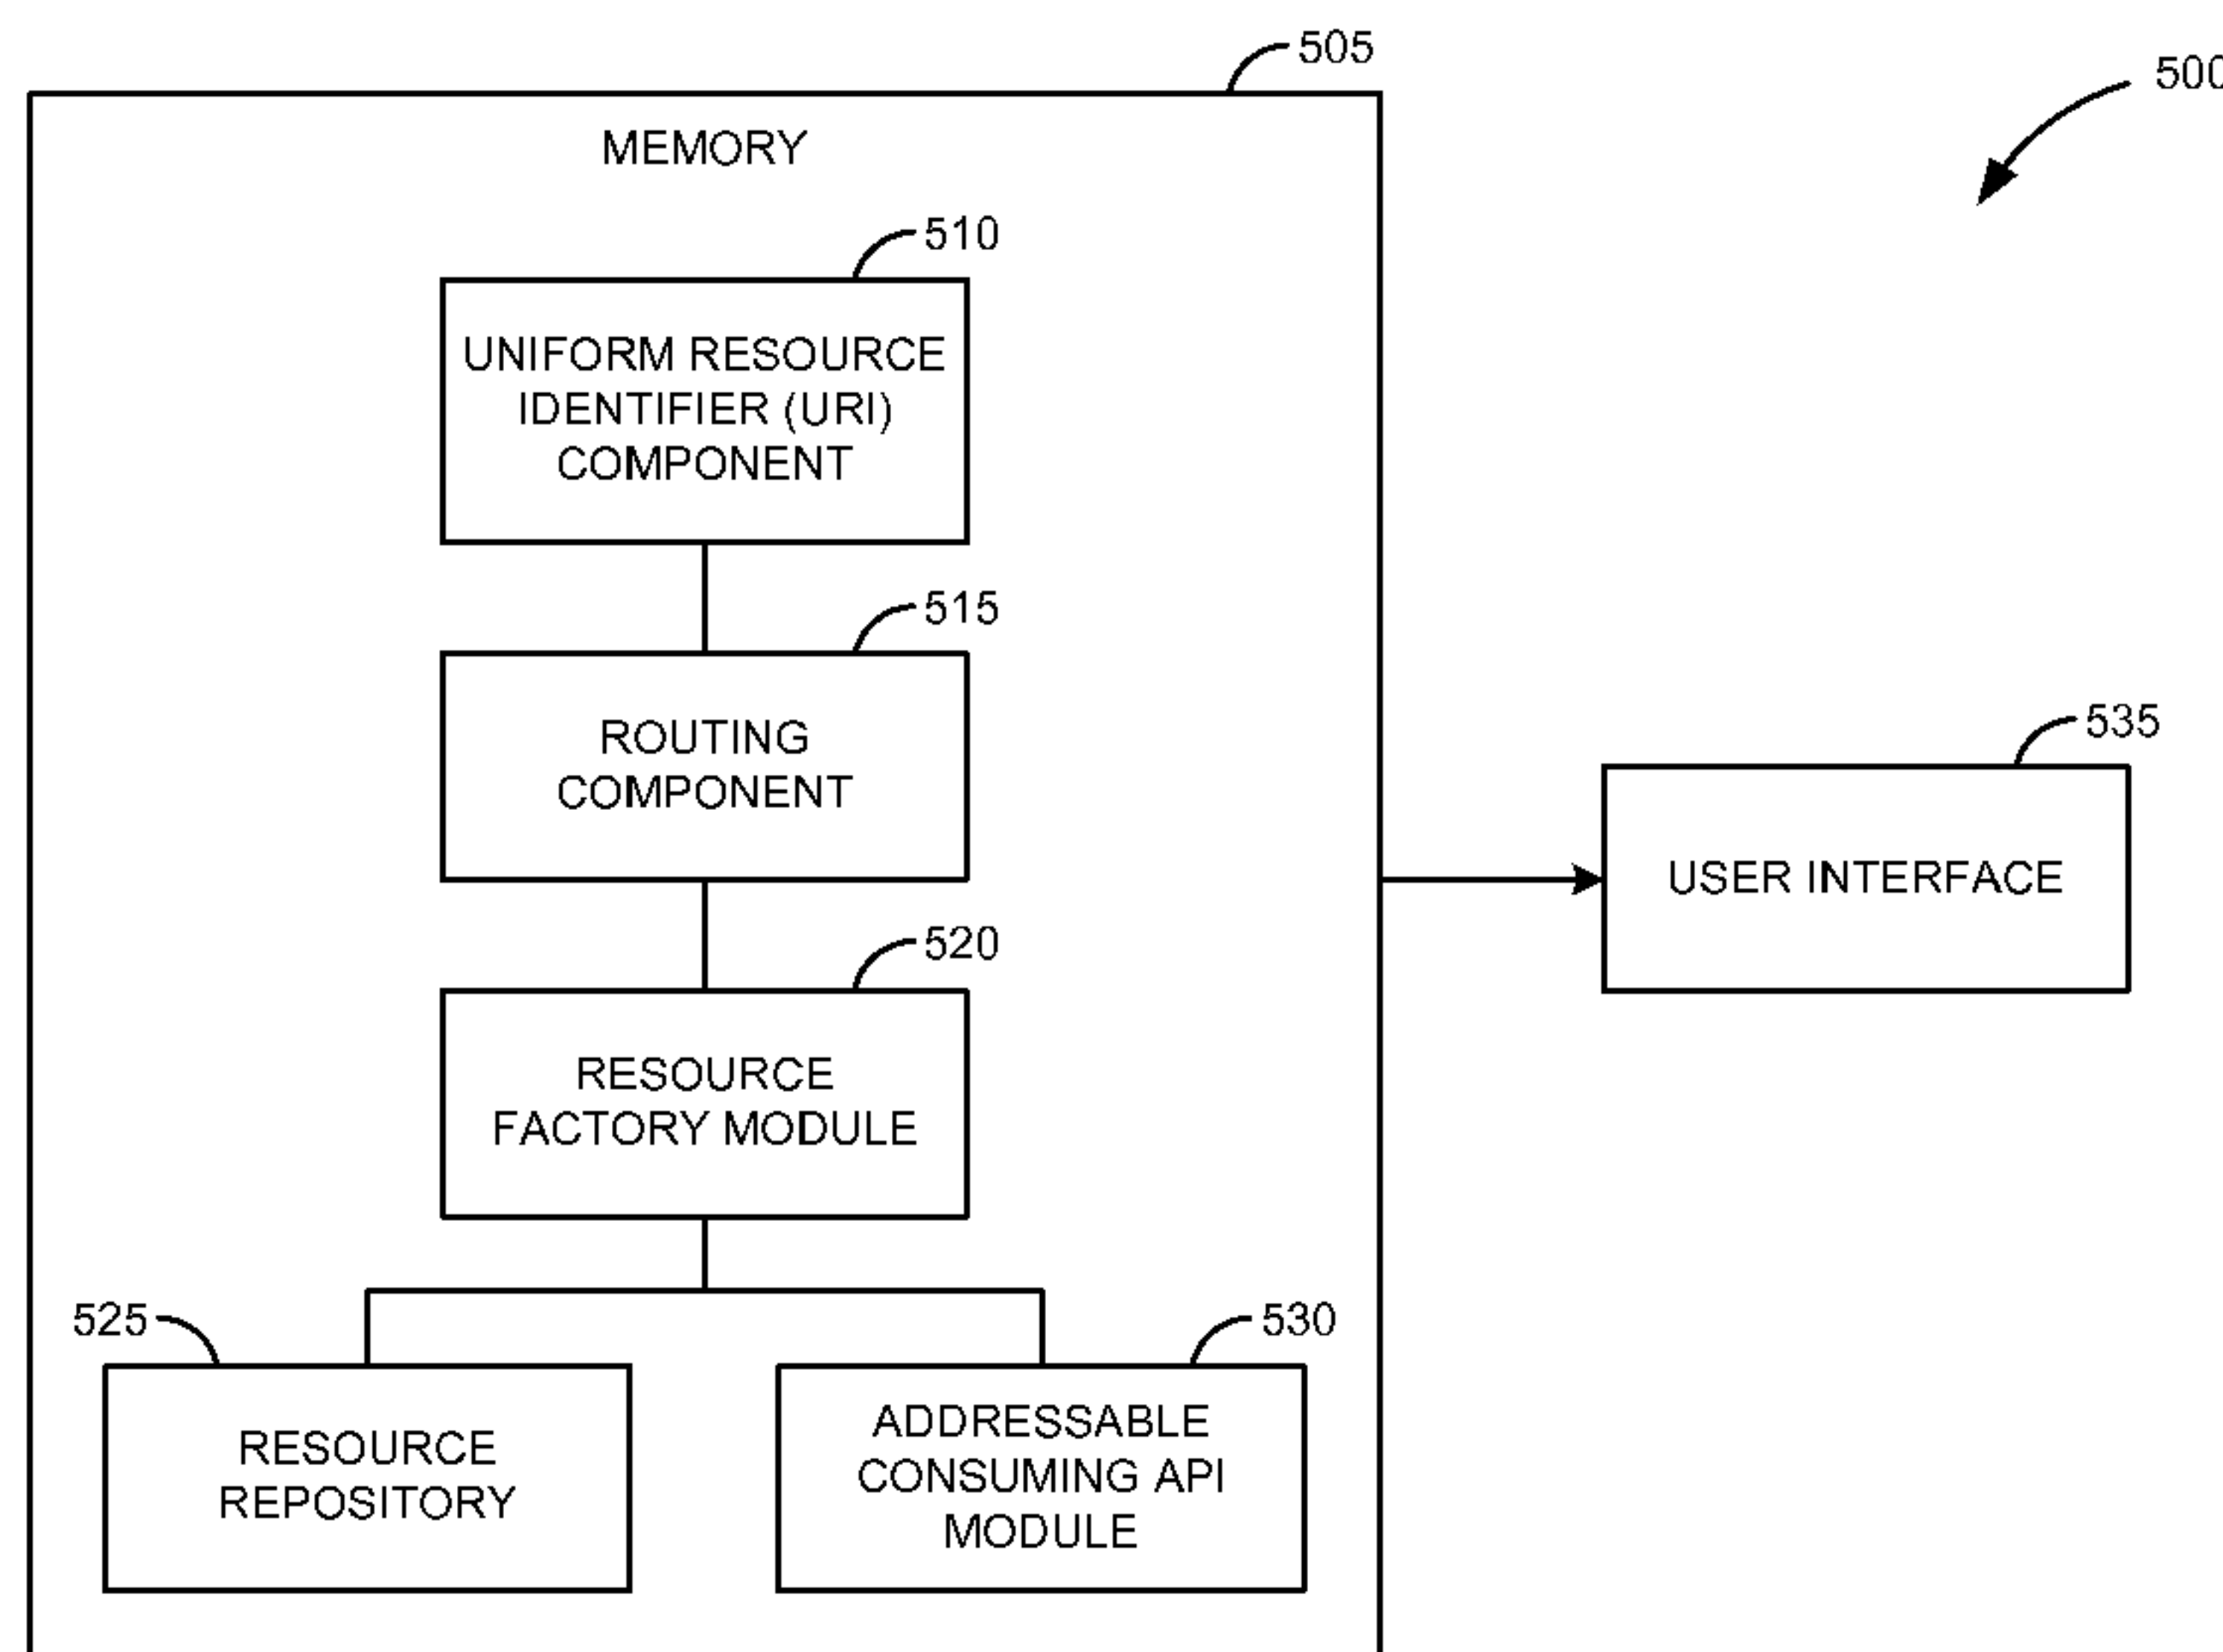 505
500
MEMORY
510
UNIFORM RESOURCE
IDENTIFIER (URI)
COMPONENT
515
ROUTING
COMPONENT
535
USER INTERFACE
520
RESOURCE
FACTORY MODULE
525
530
RESOURCE
REPOSITORY
ADDRESSABLE
CONSUMING API
MODULE